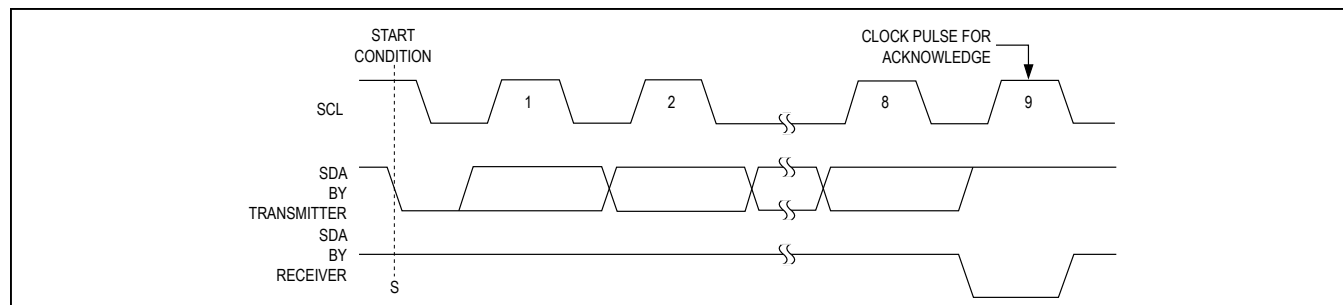 START
CONDITION
CLOCK PULSE FOR
ACKNOWLEDGE
SCL
1
2
8
9
SDA
BY
TRANSMITTER
SDA
BY
RECEIVER
S